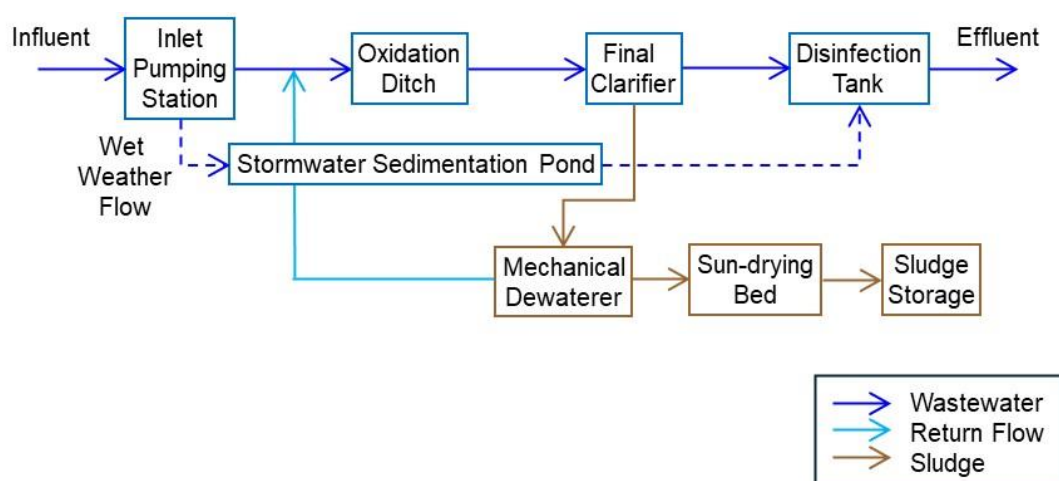 Influent
Inlet
Pumping
Station
Oxidation
Ditch
Final
Clarifier
Disinfection
Tank
Effluent
Wet
Weather
Flow
Stormwater Sedimentation Pond
Mechanical
Dewaterer
Sun-drying
Bed
Sludge
Storage
Wastewater
Return Flow
Sludge